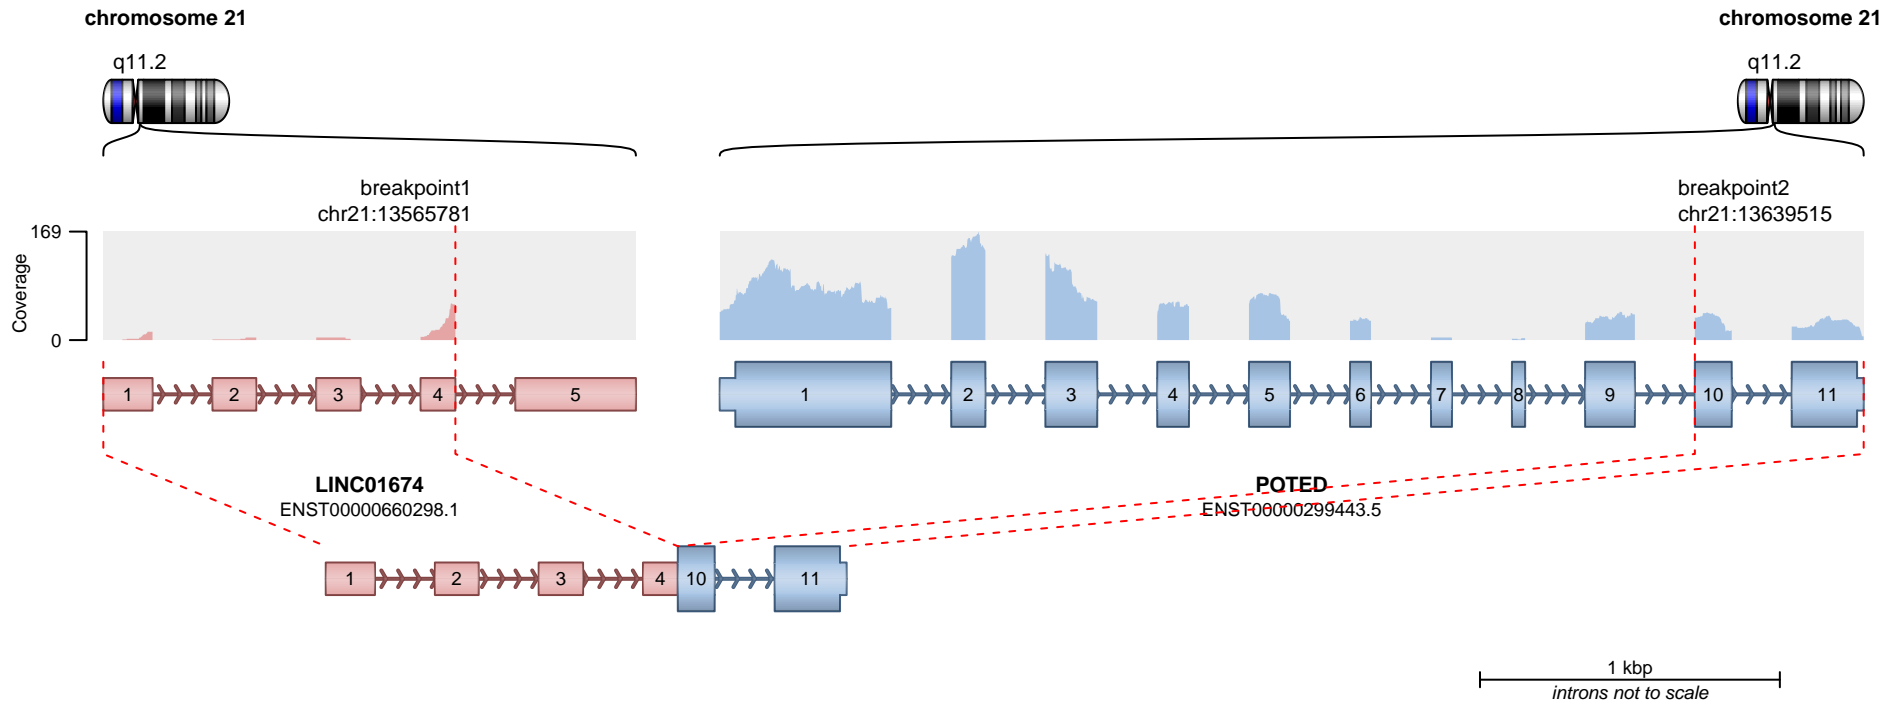 chromosome 21
chromosome 21
q11.2
q11.2
breakpoint1
chr21:13565781
breakpoint2
chr21:13639515
169
0
Coverage
1 2 3 4 5
1 2 3 4 5 6 7 8 9 10 11
LINC01674
ENST00000660298.1
POTED
ENST00000299443.5
1 2 3 4 10 11
1 kbp
introns not to scale